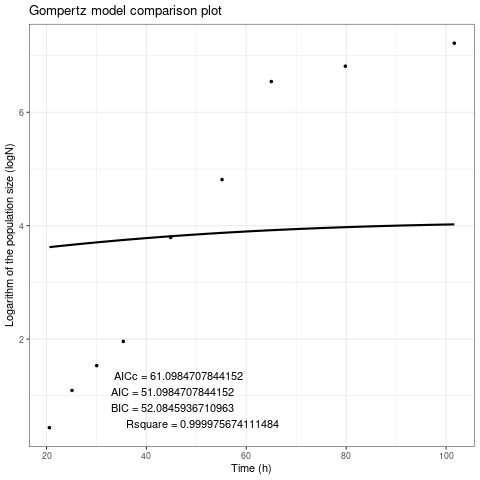 Gompertz model comparison plot
Logarithm of the population size (logN)
6
4
2
AICc = 61.0984707844152
AIC = 51.0984707844152
BIC = 52.0845936710963
Rsquare = 0.999975674111484
20 40 60 80 100
Time (h)